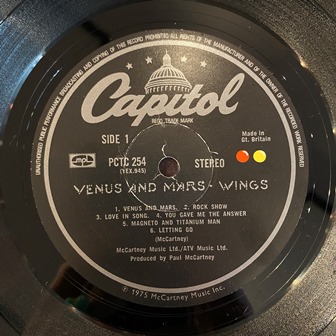 UNAUTHORISED PUBLIC PERFORMANCE, BROADCASTING AND COPYING OF THIS RECORD PROHIBITED ALL RIGHTS OF THE MANUFACTURER AND OF THE OWNER OF THE RECORDED WORK RESERVED
Capitol
REGD. TRADE MARK
SIDE 1
Made in
Gt. Britain
mpl
PCTC 254
(YEX.945)
STEREO
VENUS AND MARS • WINGS
1. VENUS AND MARS, 2. ROCK SHOW
3. LOVE IN SONG. 4. YOU GAVE ME THE ANSWER
5. MAGNETO AND TITANIUM MAN
6. LETTING GO
(McCartney)
McCartney Music Ltd./ATV Music Ltd.
Produced by Paul McCartney
℗ 1975 McCartney Music Inc.